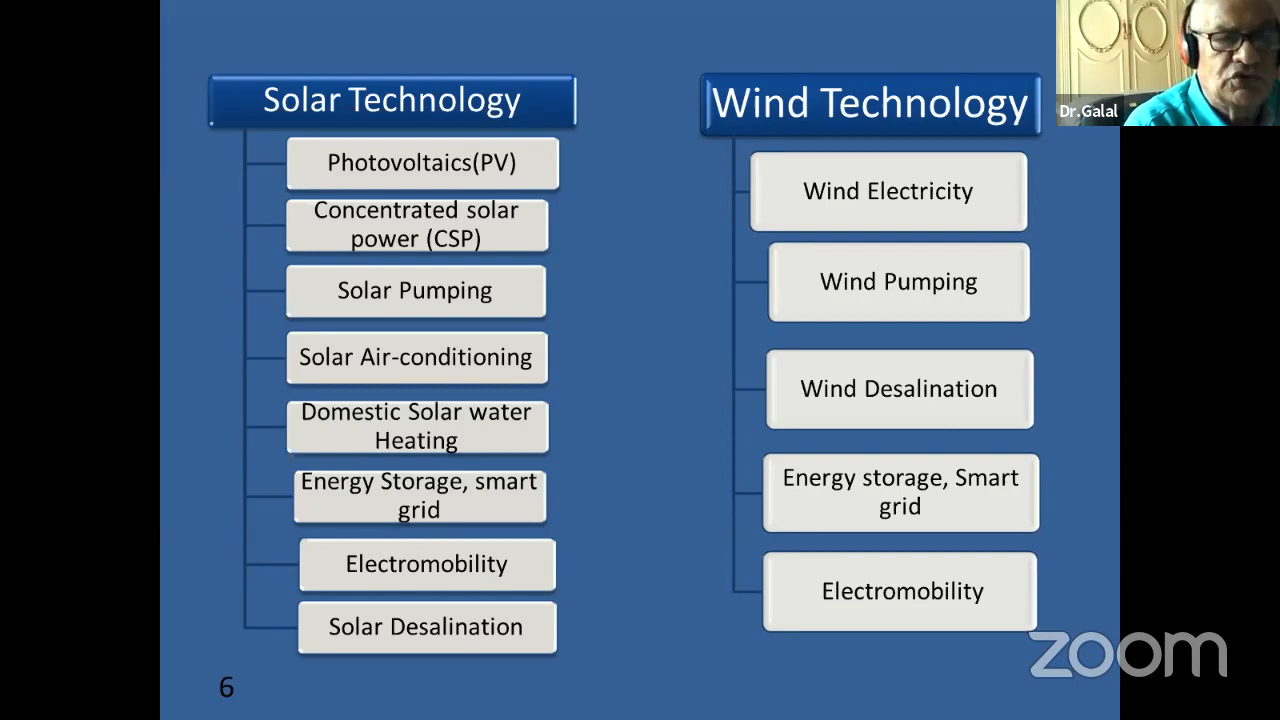 Solar Technology
Photovoltaics(PV)
Concentrated solar
power (CSP)
Solar Pumping
Solar Air-conditioning
Domestic Solar water
Heating
Energy Storage, smart
grid
Electromobility
Solar Desalination
6
Wind Technology
Wind Electricity
Wind Pumping
Wind Desalination
Energy storage, Smart
grid
Electromobility
Dr.Galal
zoom